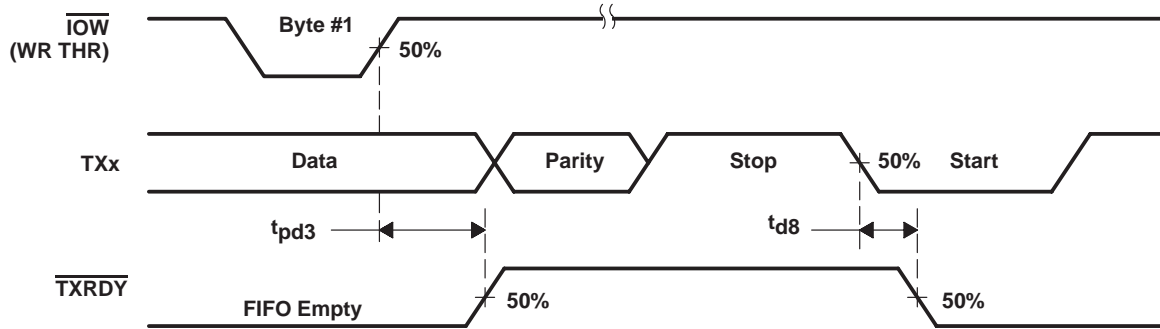 IOW
(WR THR)
Byte #1
50%
TXx
Data
Parity
Stop
50%
Start
tpd3
td8
TXRDY
FIFO Empty
50%
50%